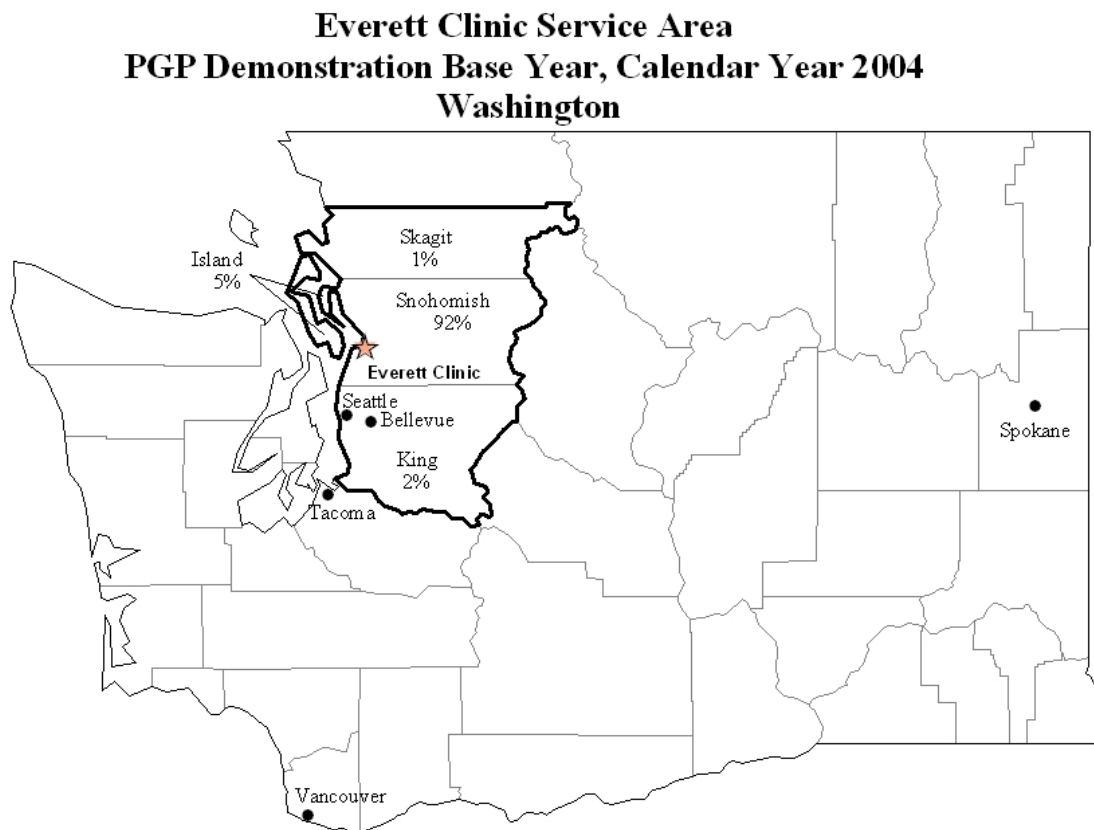 Everett Clinic Service Area
PGP Demonstration Base Year, Calendar Year 2004
Washington
Skagit
1%
Island
5%
Snohomish
92%
Everett Clinic
Seattle
Bellevue
Spokane
King
2%
Tacoma
Vancouver